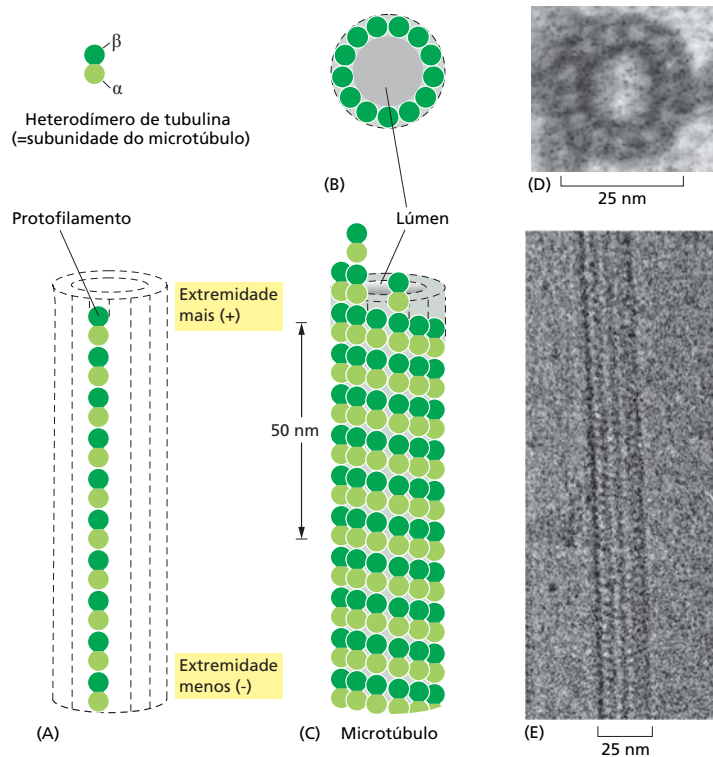 β
α
Heterodímero de tubulina
(=subunidade do microtúbulo)
(B)
(D)
25 nm
Protofilamento
Lúmen
Extremidade
mais (+)
50 nm
Extremidade
menos (-)
(A)
(C)
Microtúbulo
(E)
25 nm